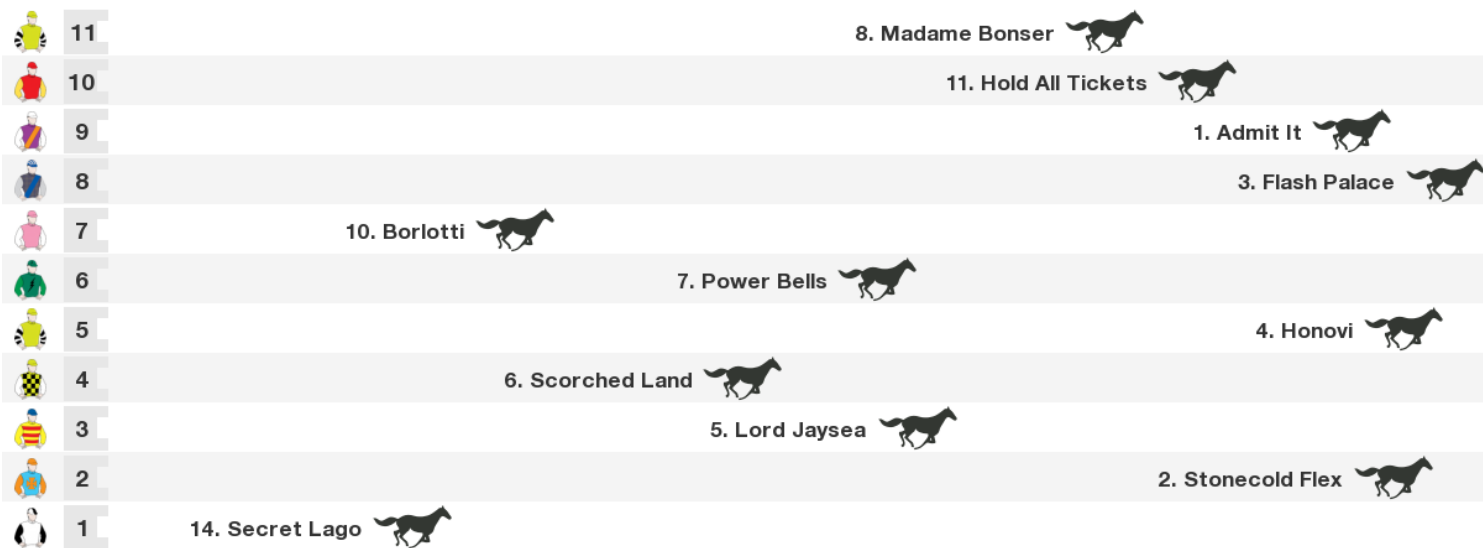 11 8. Madame Bonser
10 11. Hold All Tickets
9 1. Admit It
8 3. Flash Palace
7 10. Borlotti
6 7. Power Bells
5 4. Honovi
4 6. Scorched Land
3 5. Lord Jaysea
2 2. Stonecold Flex
1 14. Secret Lago